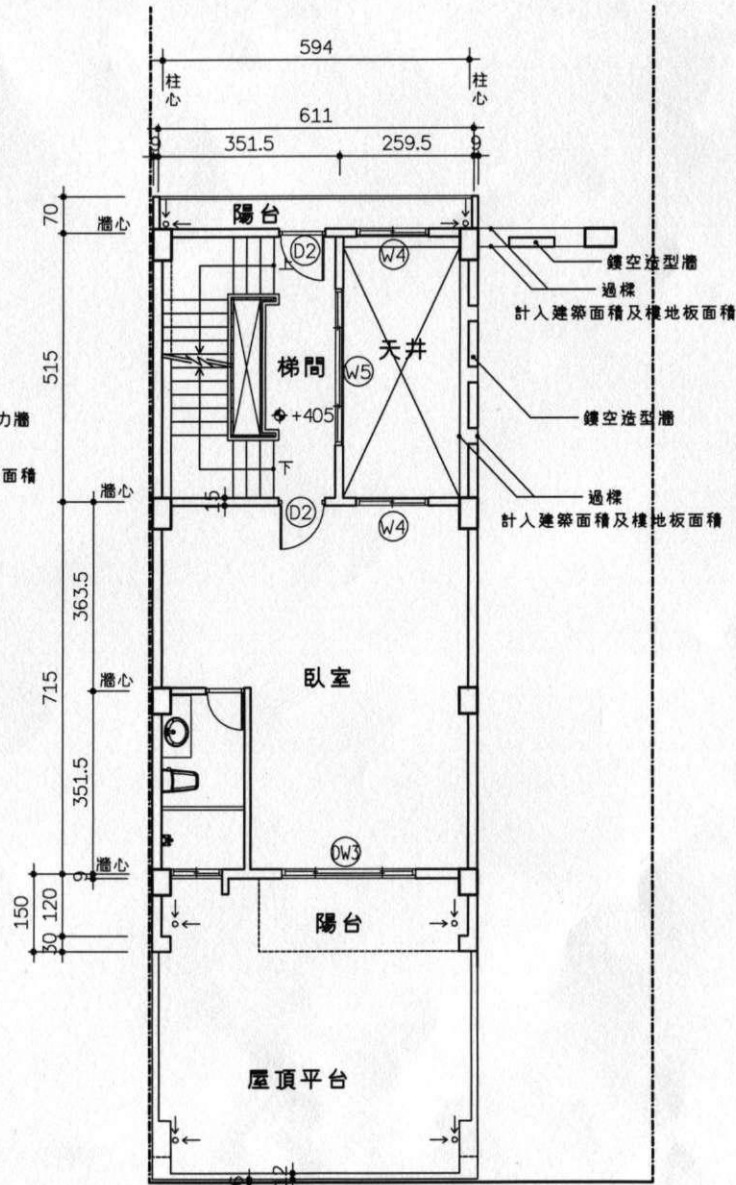 594
柱心
柱心
611
9
351.5
259.5
9
70
牆心
陽台
D2
W4
鏤空造型牆
過樑
計入建築面積及樓地板面積
上
515
梯間
W5
天井
+405
鏤空造型牆
力牆
面積
下
過樑
計入建築面積及樓地板面積
牆心
15
D2
W4
363.5
715
臥室
牆心
351.5
DW3
牆心
9
150
120
30
陽台
屋頂平台
6
12